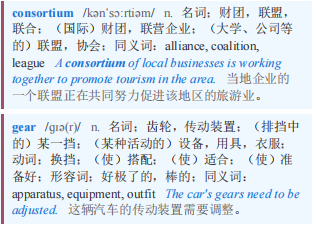 consortium /kənˈsɔːrtiəm/ n. 名词；财团，联盟，
联合；（国际）财团，联营企业；（大学、公司等
的）联盟，协会；同义词：alliance, coalition,
league A consortium of local businesses is working
together to promote tourism in the area. 当地企业的
一个联盟正在共同努力促进该地区的旅游业。
gear /ɡɪə(r)/ n. 名词；齿轮，传动装置；（排挡中
的）某一挡；（某种活动的）设备，用具，衣服；
动词；换挡；（使）搭配；（使）适合；（使）准
备好；形容词；好极了的，棒的；同义词：
apparatus, equipment, outfit The car's gears need to be
adjusted. 这辆汽车的传动装置需要调整。